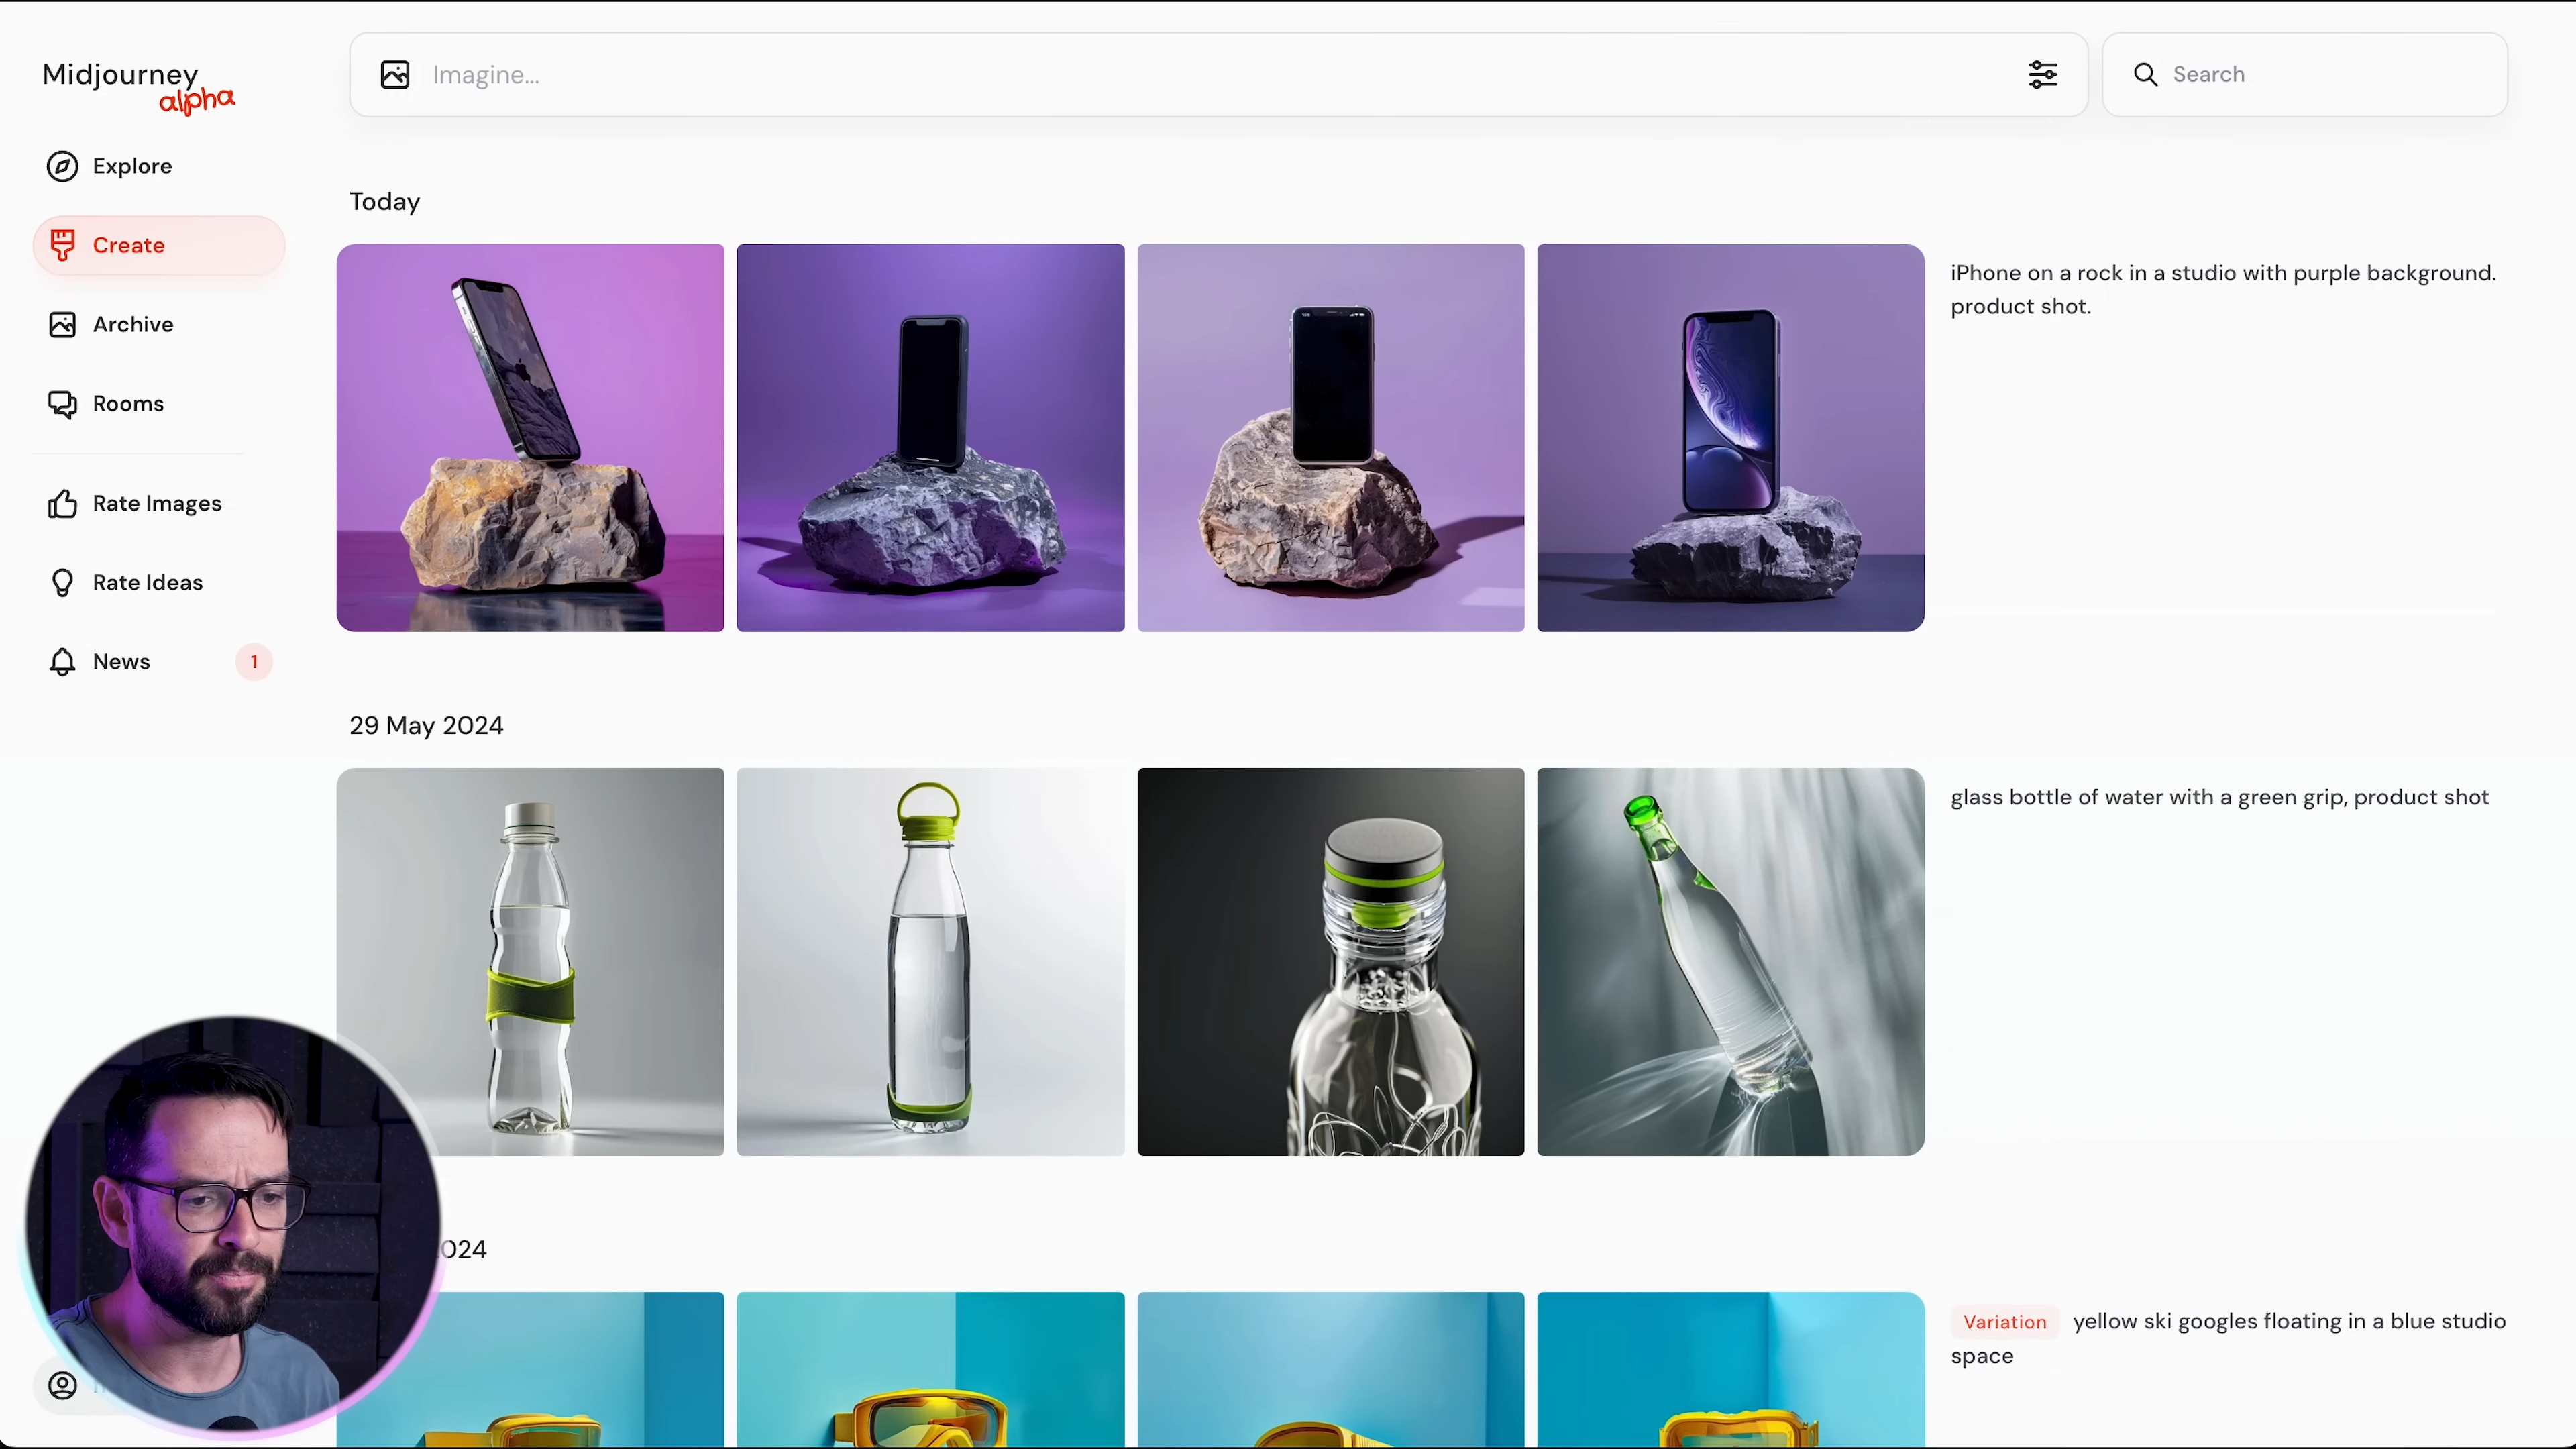 Midjourney
alpha
Imagine...
Search
Explore
Create
Archive
Rooms
Rate Images
Rate Ideas
News
1
Today
iPhone on a rock in a studio with purple background.
product shot.
29 May 2024
glass bottle of water with a green grip, product shot
024
Variation yellow ski googles floating in a blue studio
space